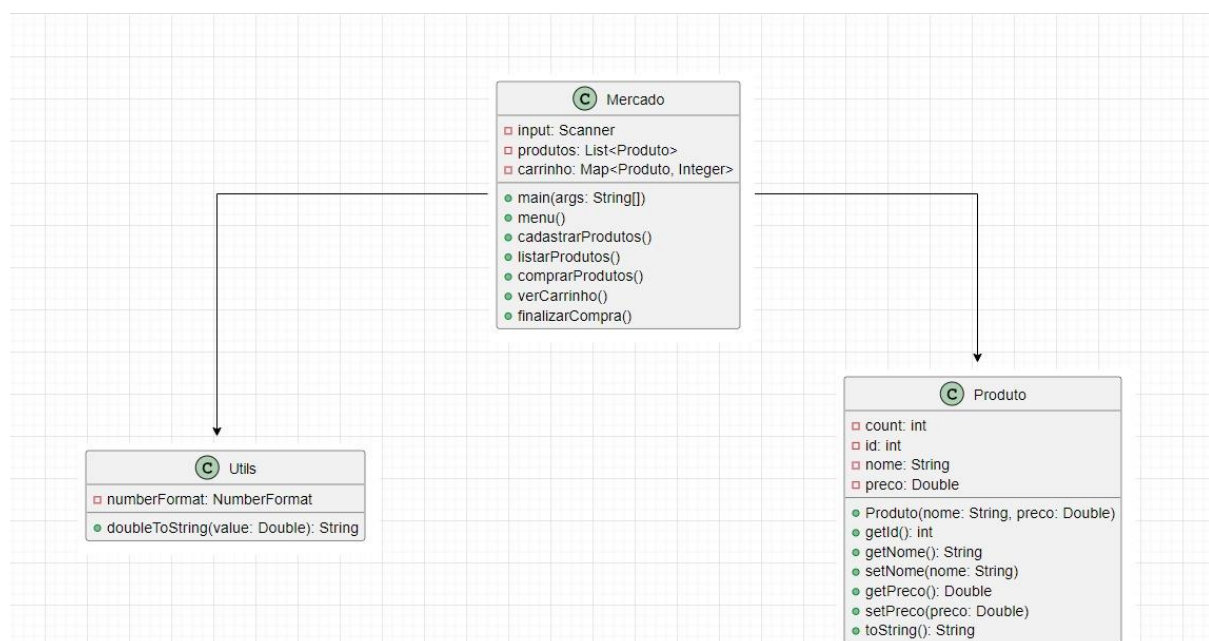 C Mercado
input: Scanner
produtos: List<Produto>
carrinho: Map<Produto, Integer>
main(args: String[])
menu()
cadastrarProdutos()
listarProdutos()
comprarProdutos()
verCarrinho()
finalizarCompra()
C Utils
numberFormat: NumberFormat
doubleToString(value: Double): String
C Produto
count: int
id: int
nome: String
preco: Double
Produto(nome: String, preco: Double)
getId(): int
getNome(): String
setNome(nome: String)
getPreco(): Double
setPreco(preco: Double)
toString(): String